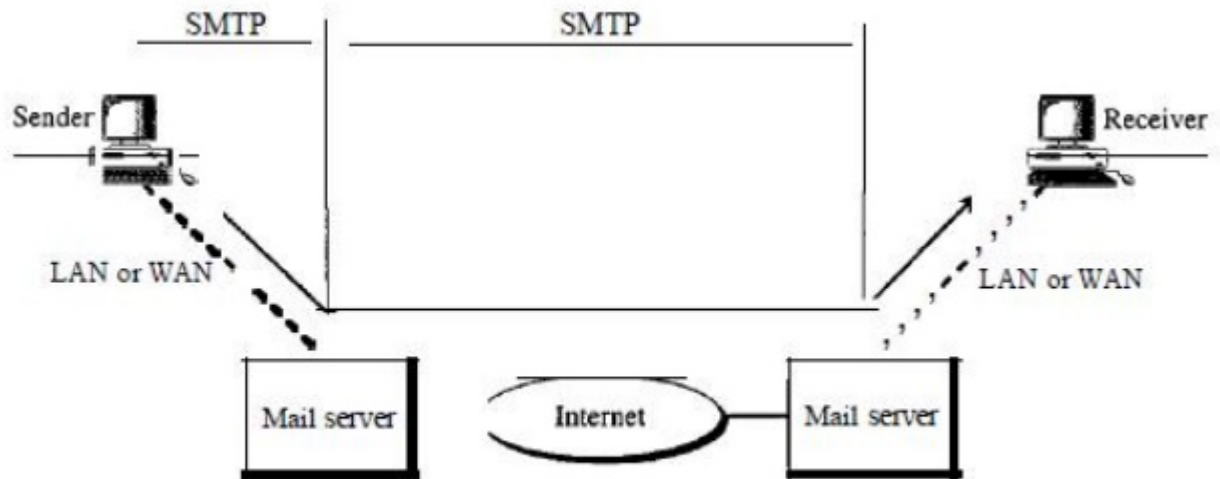 SMTP SMTP
Sender Receiver
LAN or WAN LAN or WAN
Mail server Internet Mail server